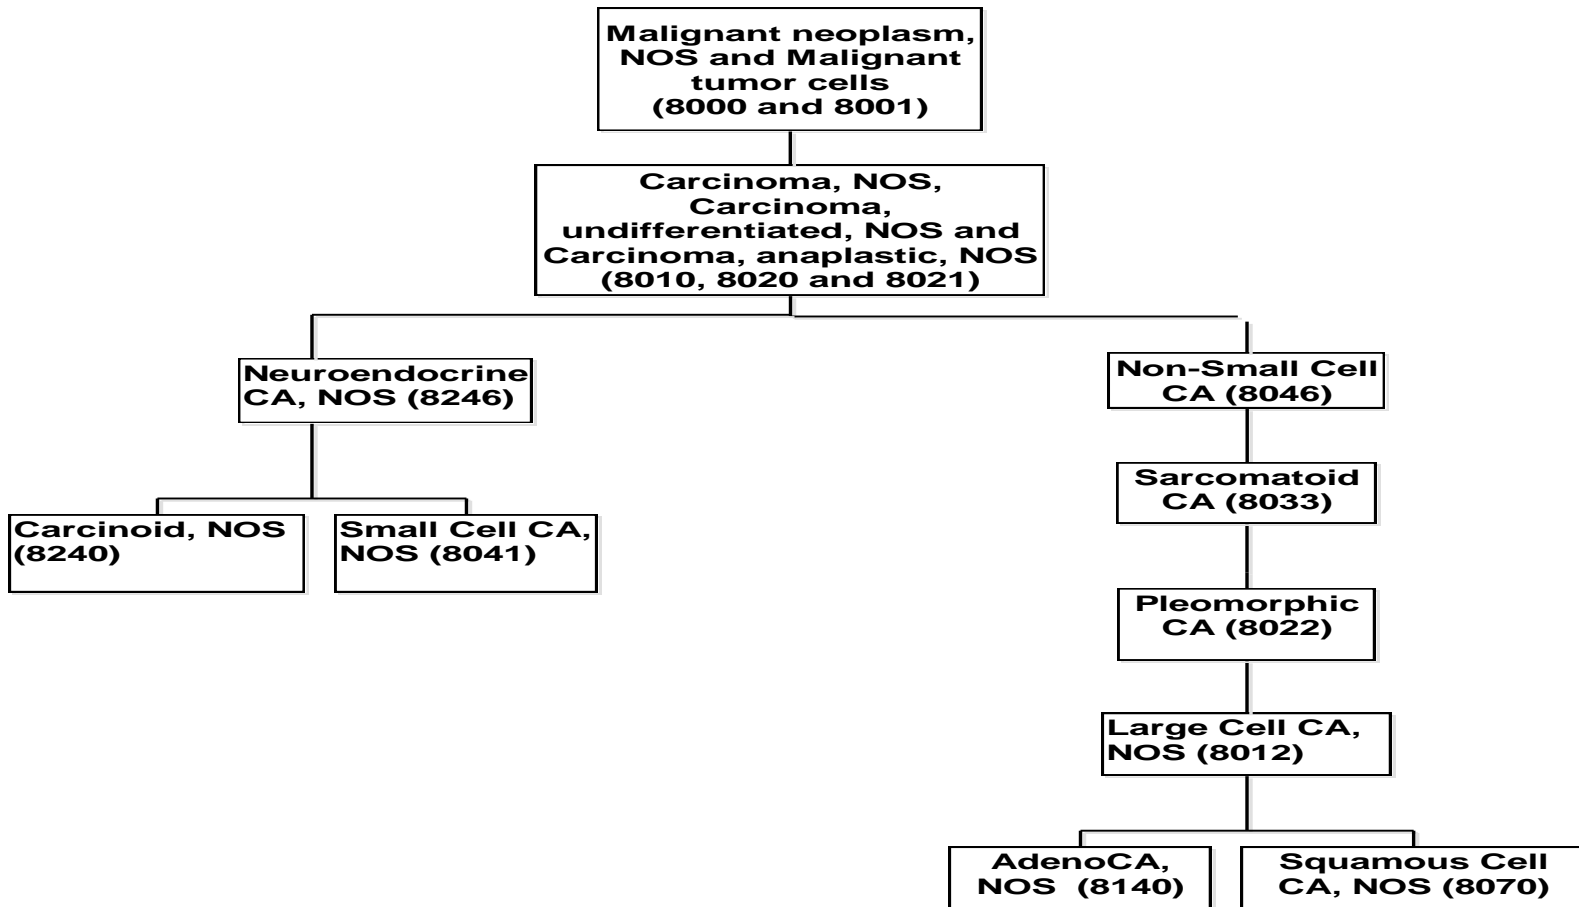 Malignant neoplasm,
NOS and Malignant
tumor cells
(8000 and 8001)
Carcinoma, NOS,
Carcinoma,
undifferentiated, NOS and
Carcinoma, anaplastic, NOS
(8010, 8020 and 8021)
Neuroendocrine
CA, NOS (8246)
Non-Small Cell
CA (8046)
Carcinoid, NOS
(8240)
Small Cell CA,
NOS (8041)
Sarcomatoid
CA (8033)
Pleomorphic
CA (8022)
Large Cell CA,
NOS (8012)
AdenoCA,
NOS (8140)
Squamous Cell
CA, NOS (8070)